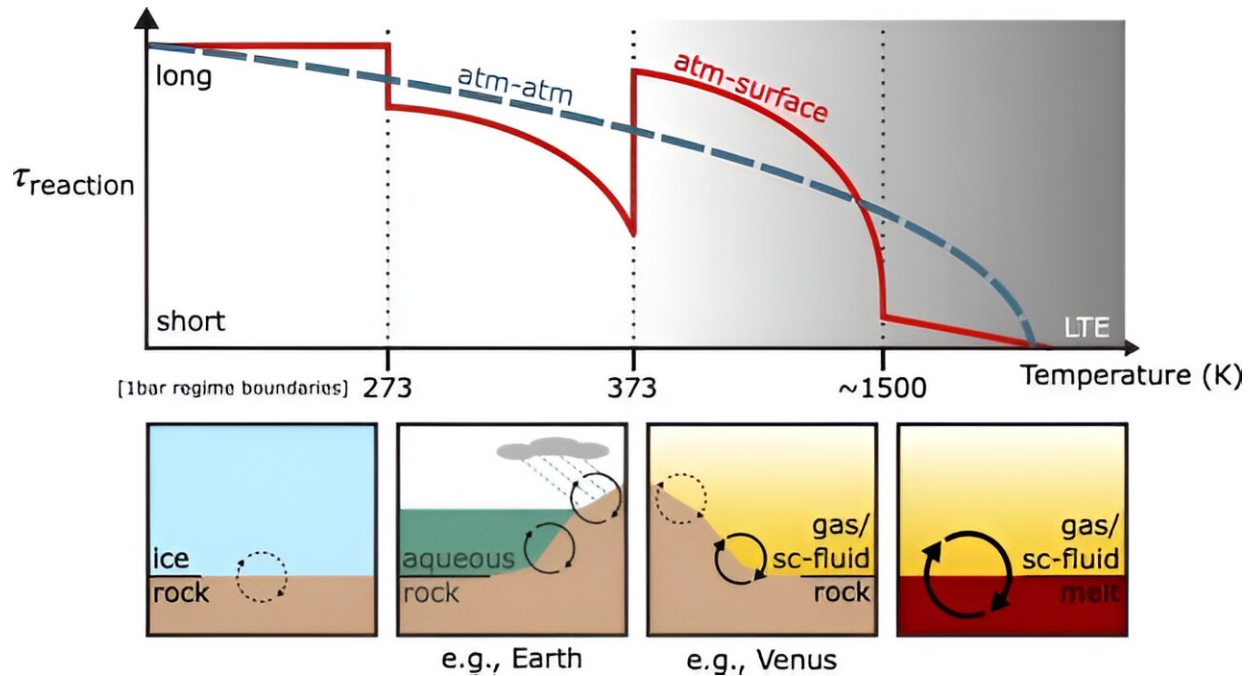 long
atm-atm
atm-surface
τreaction
short
LTE
[1bar regime boundaries] 273 373 ~1500 Temperature (K)
ice
rock
aqueous
rock
gas/
sc-fluid
rock
gas/
sc-fluid
melt
e.g., Earth
e.g., Venus